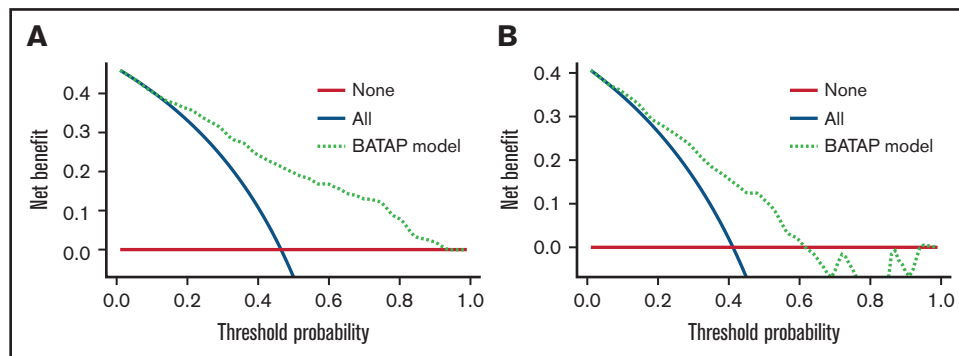 A
0.4
0.3
0.2
0.1
0.0
Net benefit
None
All
BATAP model
0.0 0.2 0.4 0.6 0.8 1.0
Threshold probability
B
0.4
0.3
0.2
0.1
0.0
Net benefit
None
All
BATAP model
0.0 0.2 0.4 0.6 0.8 1.0
Threshold probability